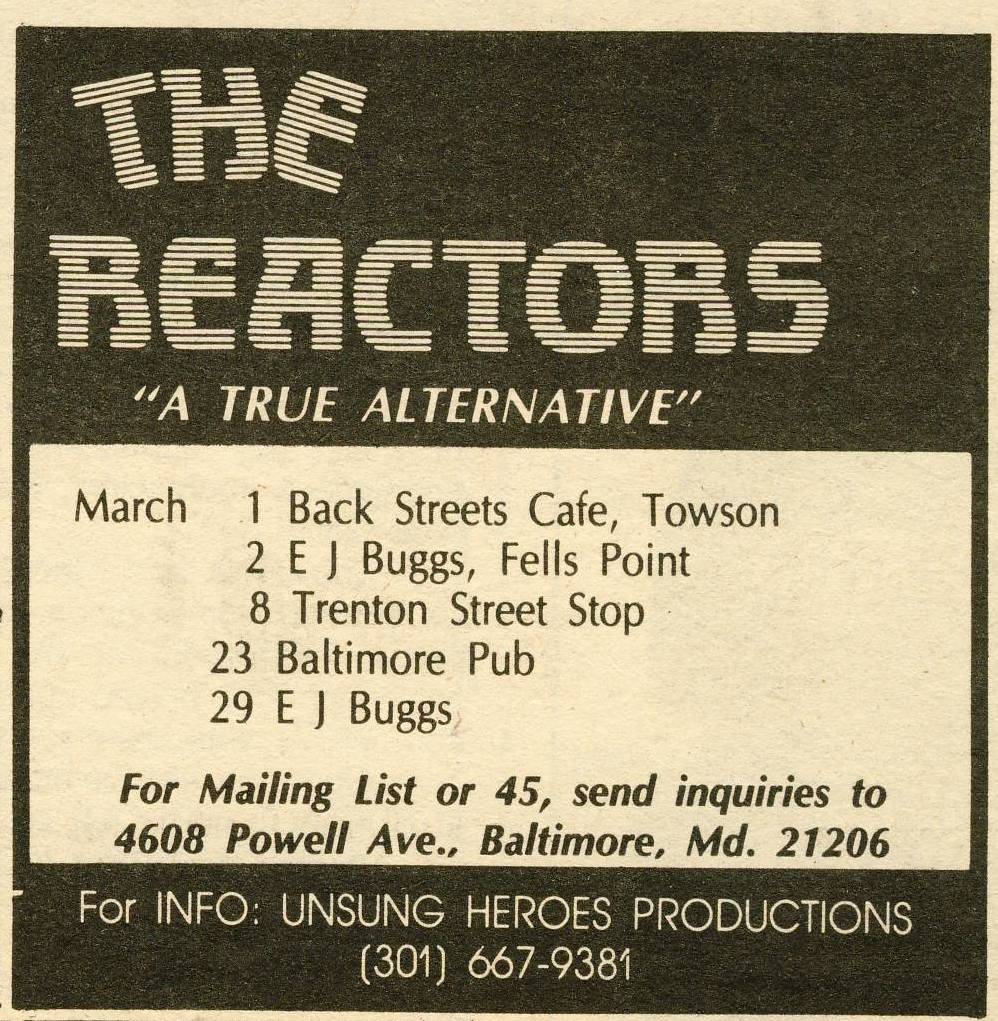 THE
REACTORS
"A TRUE ALTERNATIVE"
March 1 Back Streets Cafe, Towson
2 E J Buggs, Fells Point
8 Trenton Street Stop
23 Baltimore Pub
29 E J Buggs
For Mailing List or 45, send inquiries to
4608 Powell Ave., Baltimore, Md. 21206
For INFO: UNSUNG HEROES PRODUCTIONS
(301) 667-9381